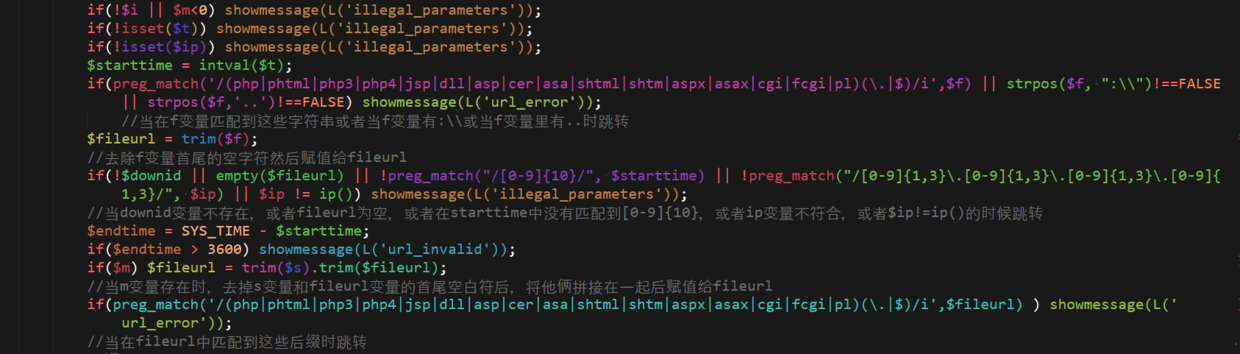 if(!$i || $m<0) showmessage(L('illegal_parameters'));
if(!isset($t)) showmessage(L('illegal_parameters'));
if(!isset($ip)) showmessage(L('illegal_parameters'));
$starttime = intval($t);
if(preg_match('/(php|phtml|php3|php4|jsp|dll|asp|cer|asa|shtml|shtm|aspx|asax|cgi|fcgi|pl)(\.|$)/i',$f) || strpos($f, ":\\")!==FALSE
|| strpos($f,'..')!==FALSE) showmessage(L('url_error'));
//当在f变量匹配到这些字符串或者当f变量有:\\或当f变量里有..时跳转
$fileurl = trim($f);
//去除f变量首尾的空字符然后赋值给fileurl
if(!$downid || empty($fileurl) || !preg_match("/[0-9]{10}/", $starttime) || !preg_match("/[0-9]{1,3}\.[0-9]{1,3}\.[0-9]{1,3}\.[0-9]{
1,3}/", $ip) || $ip != ip()) showmessage(L('illegal_parameters'));
//当downid变量不存在, 或者fileurl为空, 或者在starttime中没有匹配到[0-9]{10}, 或者ip变量不符合, 或者$ip!=ip()的时候跳转
$endtime = SYS_TIME - $starttime;
if($endtime > 3600) showmessage(L('url_invalid'));
if($m) $fileurl = trim($s).trim($fileurl);
//当m变量存在时, 去掉s变量和fileurl变量的首尾空白符后, 将他俩拼接在一起后赋值给fileurl
if(preg_match('/(php|phtml|php3|php4|jsp|dll|asp|cer|asa|shtml|shtm|aspx|asax|cgi|fcgi|pl)(\.|$)/i',$fileurl) ) showmessage(L('
url_error'));
//当在fileurl中匹配到这些后缀时跳转